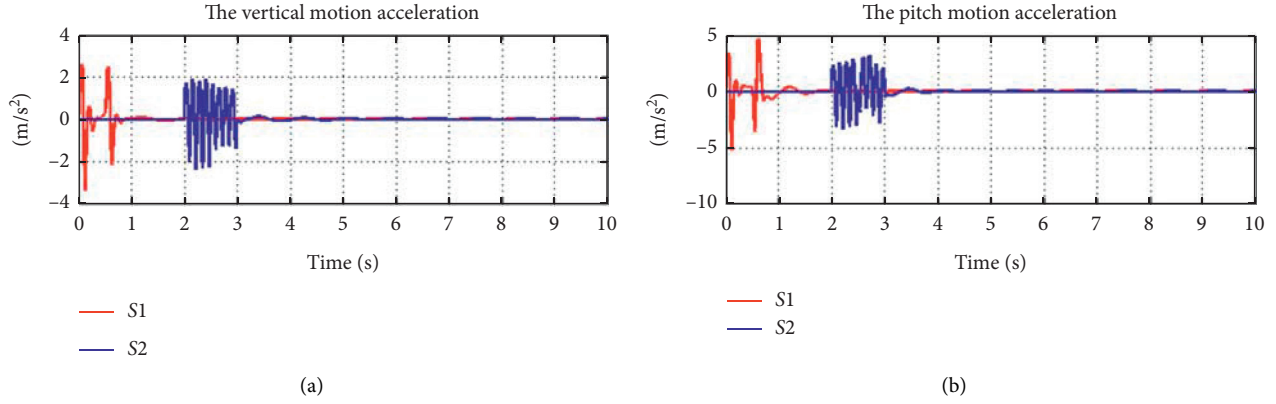 The vertical motion acceleration
4
2
0
−2
−4
(m/s²)
0 1 2 3 4 5 6 7 8 9 10
Time (s)
S1
S2
(a)
The pitch motion acceleration
5
0
−5
−10
(m/s²)
0 1 2 3 4 5 6 7 8 9 10
Time (s)
S1
S2
(b)